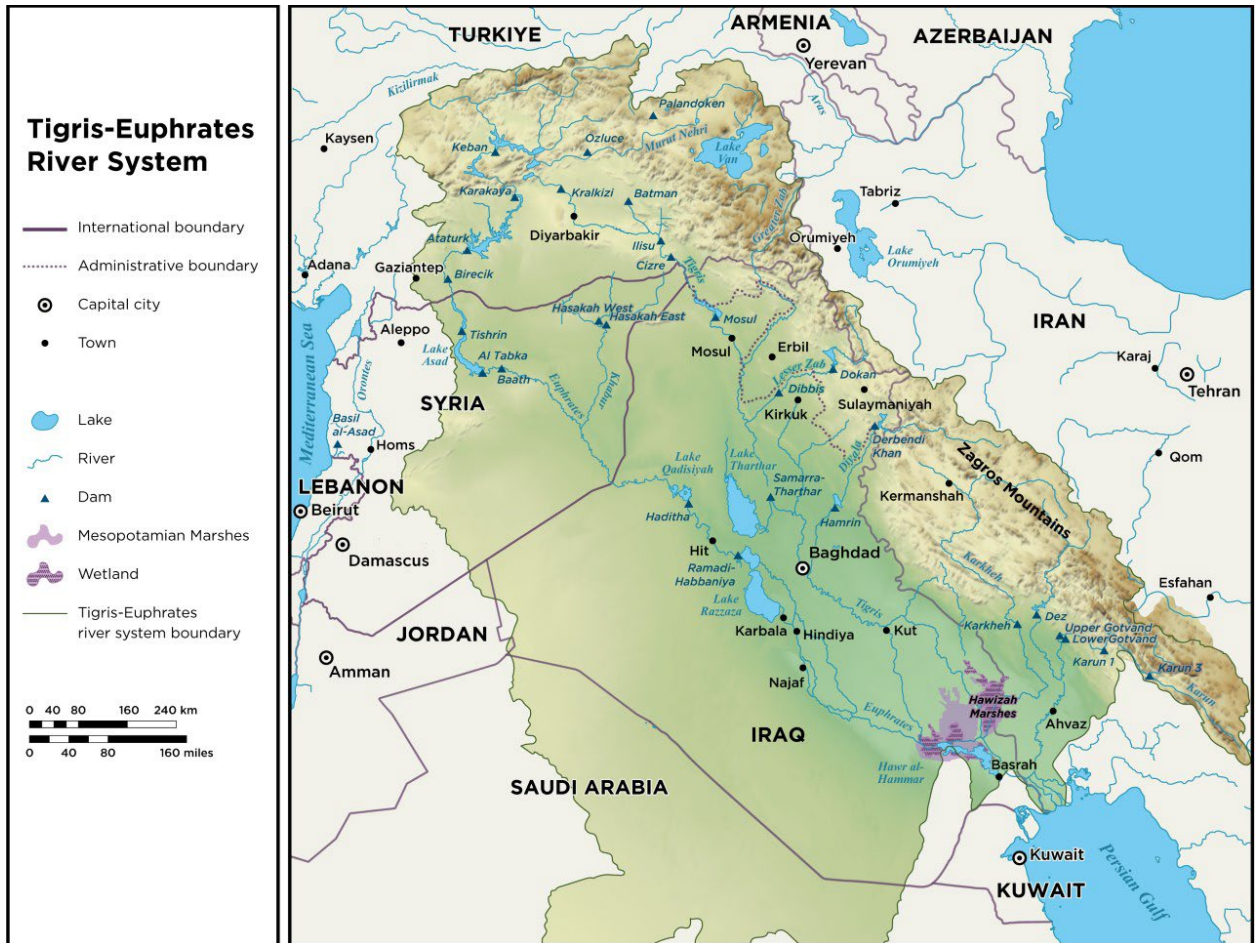 Tigris-Euphrates
River System
International boundary
Administrative boundary
Capital city
Town
Lake
River
Dam
Mesopotamian Marshes
Wetland
Tigris-Euphrates
river system boundary
0 40 80 160 240 km
0 40 80 160 miles
TURKIYE
ARMENIA
AZERBAIJAN
Yerevan
Kizilirmak
Aras
Palandoken
Kaysen
Keban
Ozluce
Murat Nehri
Lake
Van
Karakaya
Kralkizi
Batman
Tabriz
Greater Zab
Diyarbakir
Ataturk
Ilisu
Orumiyeh
Lake
Orumiyeh
Adana
Gaziantep
Birecik
Cizre
Tigris
Hasakah West
Hasakah East
Mosul
IRAN
Mediterranean Sea
Aleppo
Tishrin
Mosul
Erbil
Karaj
Tehran
Orontes
Lake
Asad
Al Tabka
Baath
Euphrates
Khabur
Lesser Zab
Dokan
Dibbis
Kirkuk
Sulaymaniyah
SYRIA
Basil
al-Asad
Homs
Derbendi
Khan
Diyala
Zagros Mountains
Qom
Lake
Qadisiyah
Lake
Tharthar
Samarra-
Tharthar
Kermanshah
LEBANON
Beirut
Haditha
Hamrin
Damascus
Hit
Ramadi-
Habbaniya
Baghdad
Karkheh
Esfahan
Lake
Razzaza
Tigris
Karbala
Hindiya
Kut
Karkheh
Dez
Upper Gotvand
LowerGotvand
Karun 1
JORDAN
Amman
Najaf
Karun 3
Karun
Hawizah
Marshes
Euphrates
Ahvaz
IRAQ
Hawr al-
Hammar
Basrah
SAUDI ARABIA
Kuwait
KUWAIT
Persian Gulf